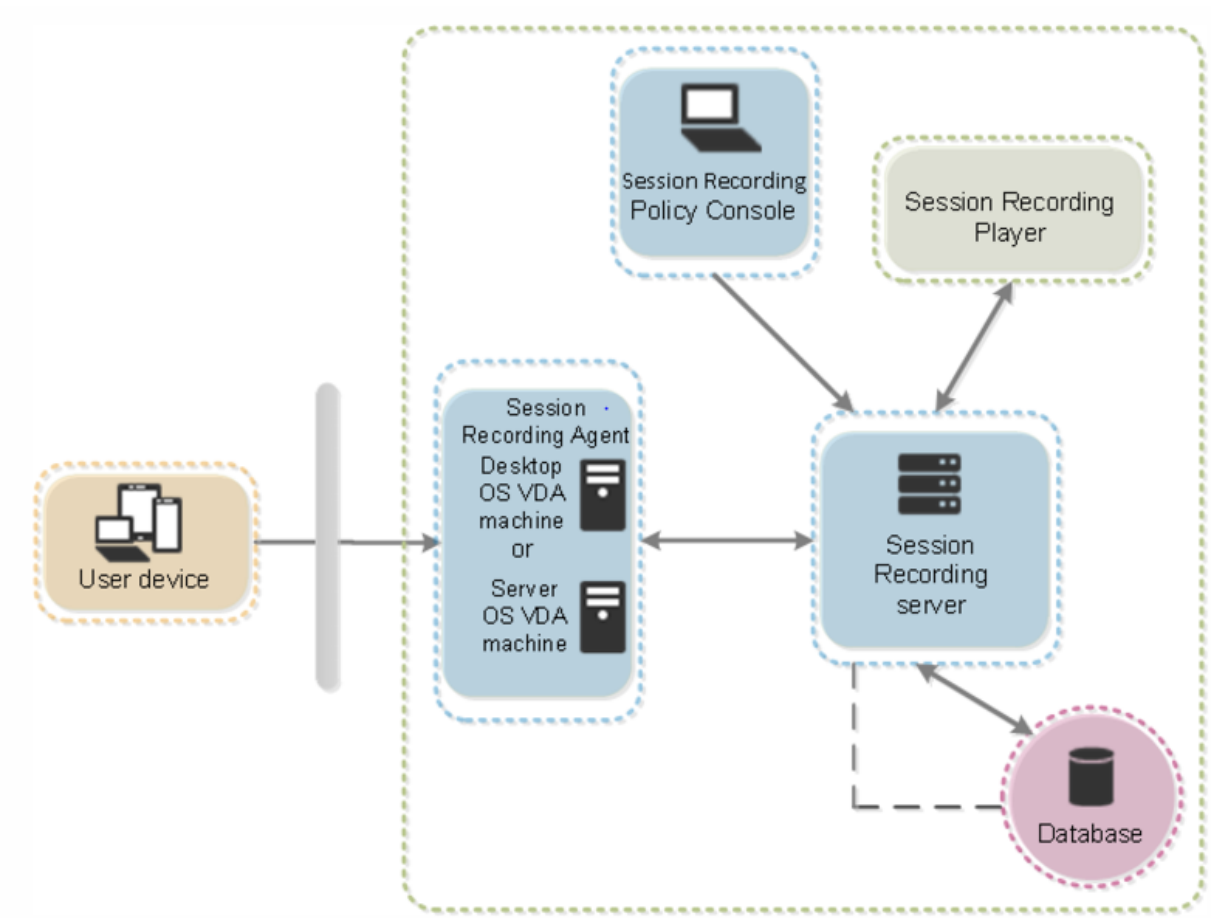 Session Recording
Policy Console
Session Recording
Player
Session
Recording Agent
Desktop
OS VDA
machine
or
Server
OS VDA
machine
User device
Session
Recording
server
Database